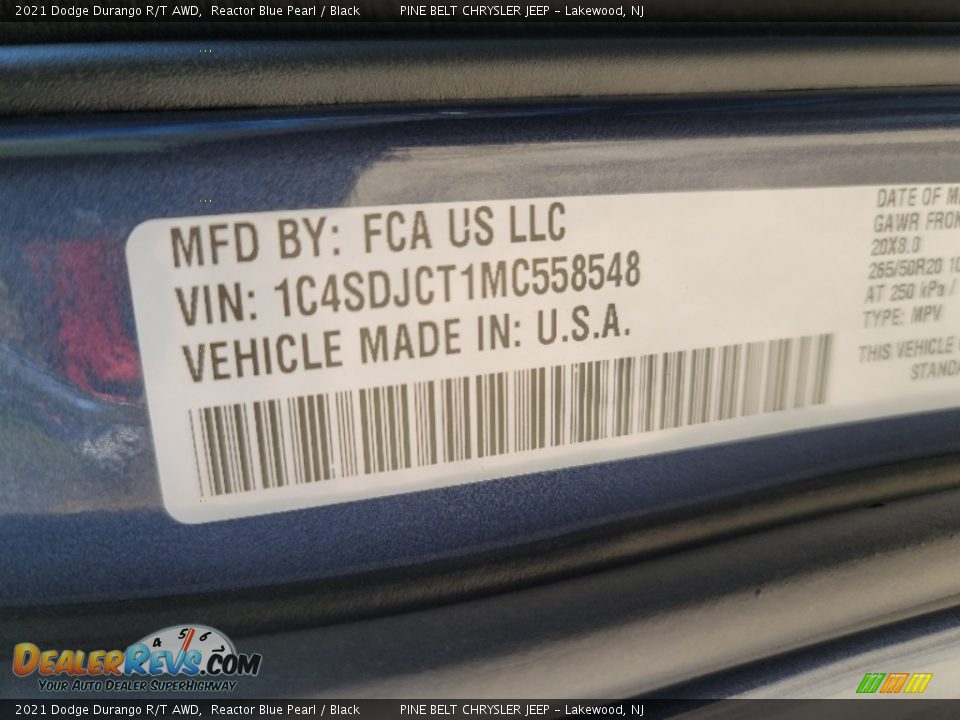 2021 Dodge Durango R/T AWD, Reactor Blue Pearl / Black PINE BELT CHRYSLER JEEP - Lakewood, NJ
MFD BY: FCA US LLC
VIN: 1C4SDJCT1MC558548
VEHICLE MADE IN: U.S.A.
DATE OF
GAWR
20X8.0
265/50R20
AT 250 kPa /
TYPE: MPV
THIS VEHICLE
4 5 6
DEALERREVS.COM
YOUR AUTO DEALER SUPERHIGHWAY
2021 Dodge Durango R/T AWD, Reactor Blue Pearl / Black PINE BELT CHRYSLER JEEP - Lakewood, NJ